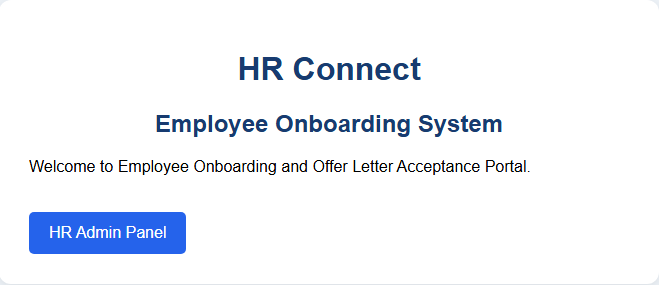 HR Connect
Employee Onboarding System
Welcome to Employee Onboarding and Offer Letter Acceptance Portal.
HR Admin Panel